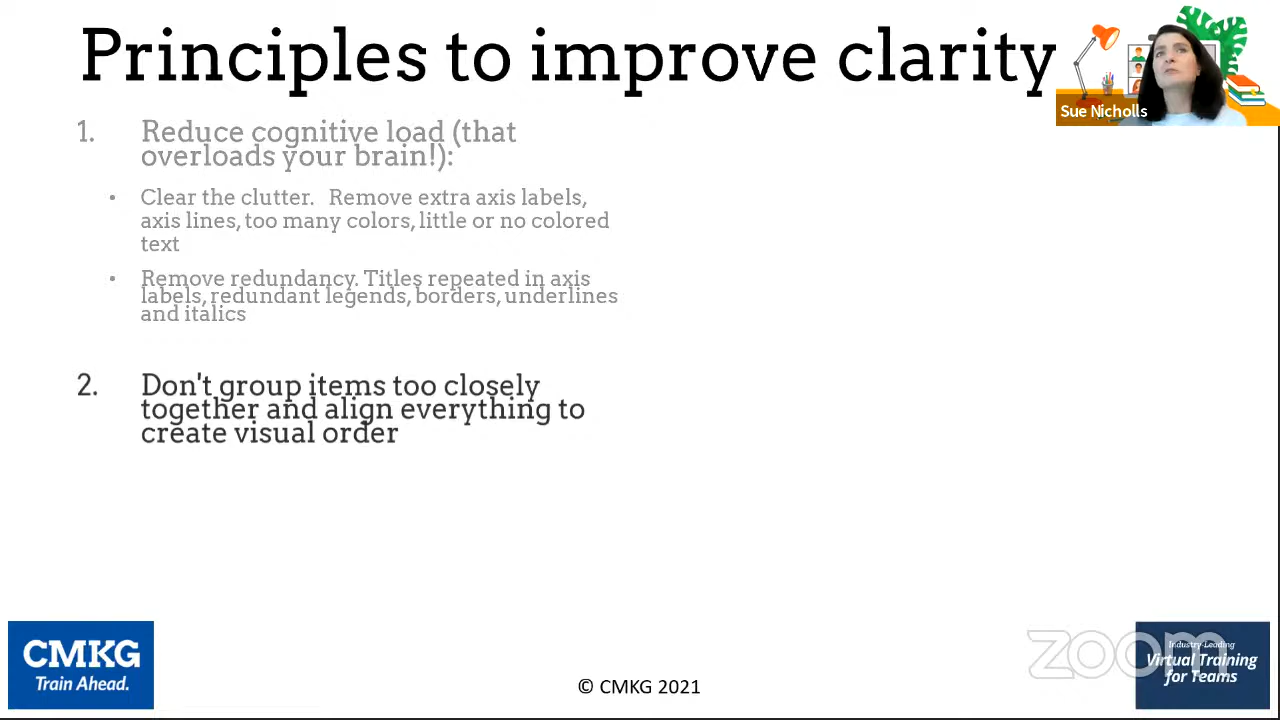 Principles to improve clarity
Sue Nicholls
1. Reduce cognitive load (that
overloads your brain!):
• Clear the clutter. Remove extra axis labels,
axis lines, too many colors, little or no colored
text
• Remove redundancy. Titles repeated in axis
labels, redundant legends, borders, underlines
and italics
2. Don't group items too closely
together and align everything to
create visual order
CMKG
Train Ahead.
© CMKG 2021
zoom
Industry-Leading
Virtual Training
for Teams